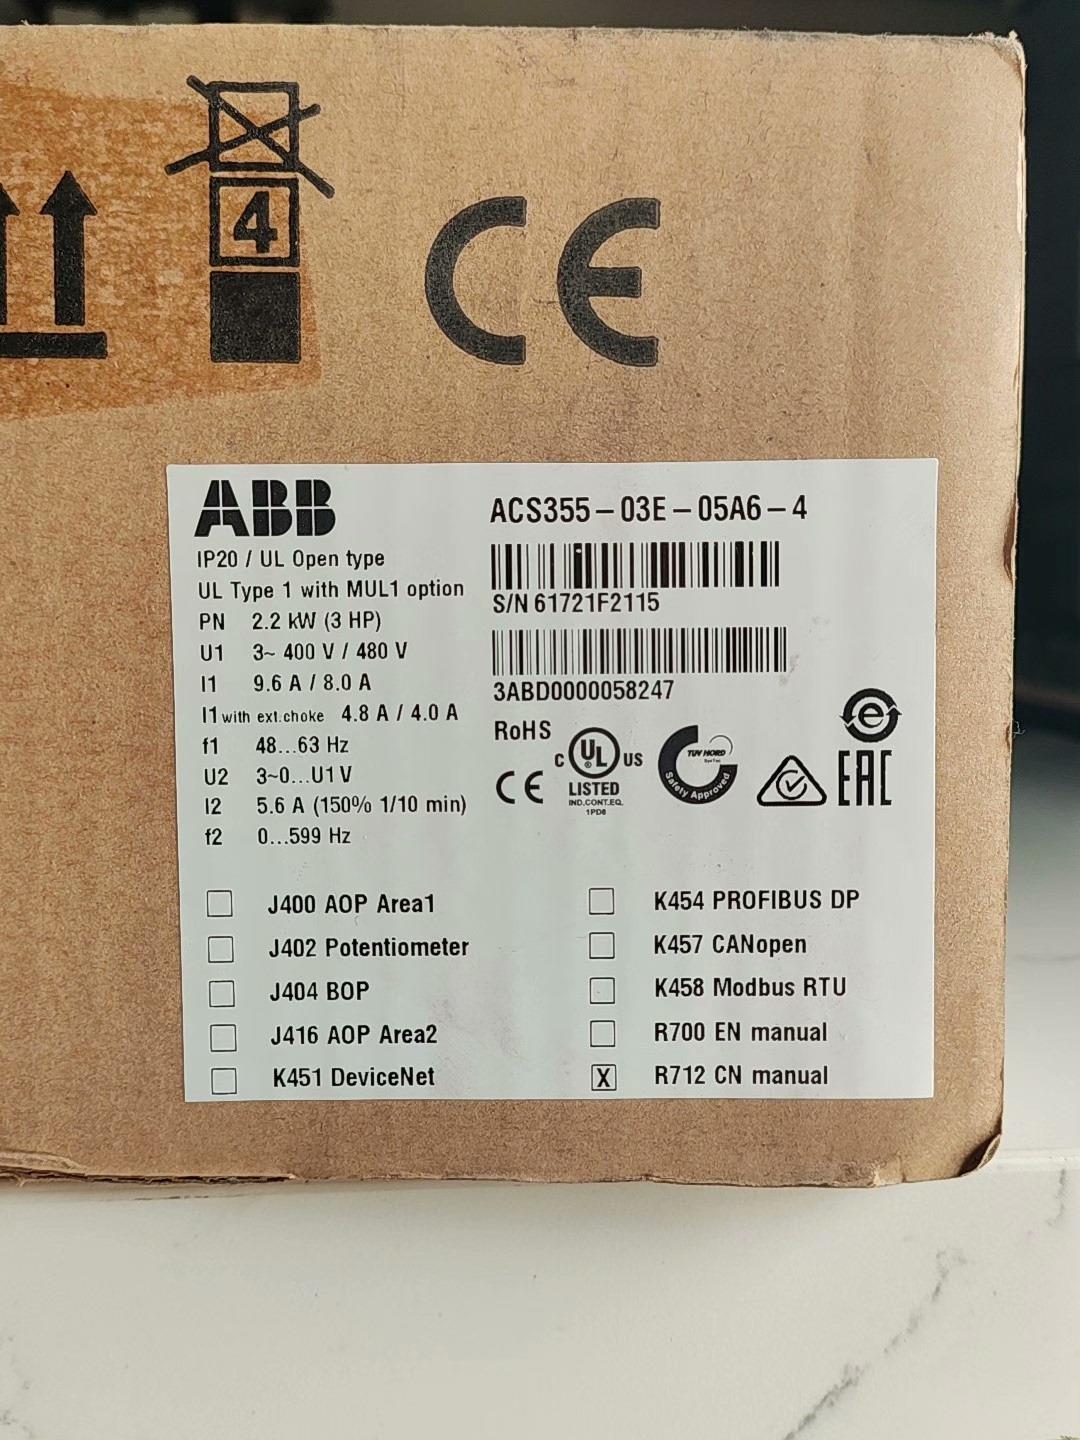 4
CE
ABB
ACS355-03E-05A6-4
IP20 / UL Open type
UL Type 1 with MUL1 option
S/N 61721F2115
PN 2.2 kW (3 HP)
U1 3~ 400 V / 480 V
I1 9.6 A / 8.0 A
3ABD0000058247
I1 with ext.choke 4.8 A / 4.0 A
f1 48...63 Hz
U2 3~0...U1 V
I2 5.6 A (150% 1/10 min)
f2 0...599 Hz
RoHS
CE
C UL US
®
LISTED
IND.CONT.EQ.
1PD8
TUV NORD
SysTec
Safety Approved
e
EAC
J400 AOP Area1
J402 Potentiometer
J404 BOP
J416 AOP Area2
K451 DeviceNet
K454 PROFIBUS DP
K457 CANopen
K458 Modbus RTU
R700 EN manual
X R712 CN manual